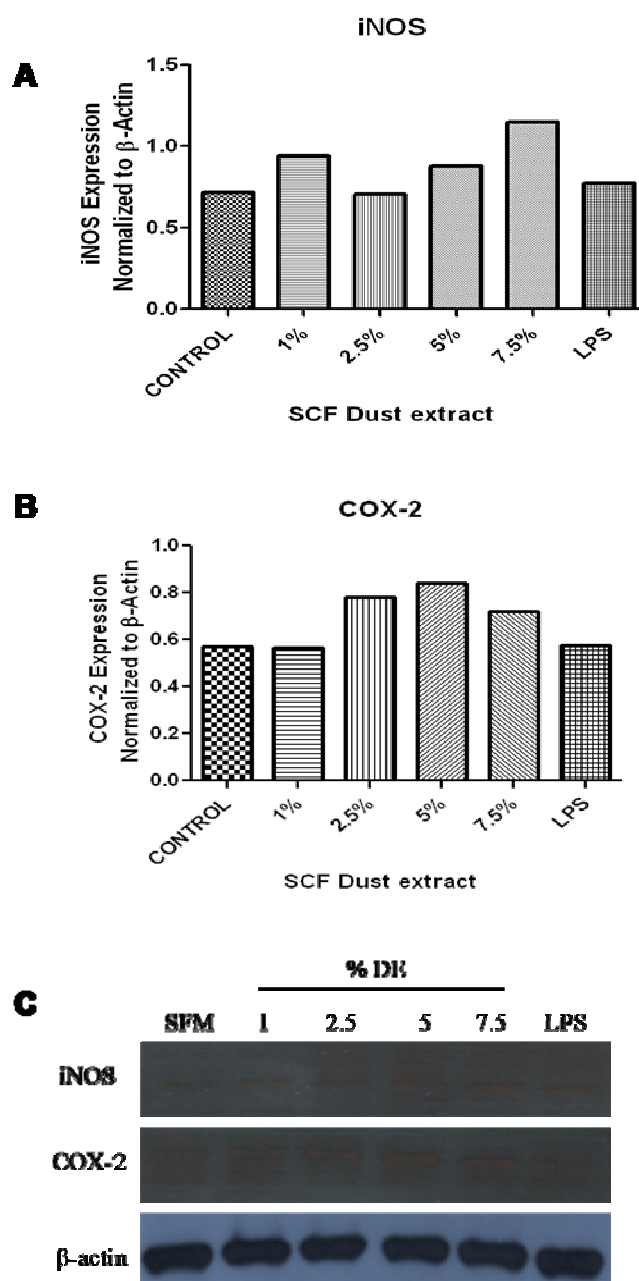 iNOS
A
iNOS Expression
Normalized to β-Actin
1.5
1.0
0.5
0.0
CONTROL
1%
2.5%
5%
7.5%
LPS
SCF Dust extract
B
COX-2
COX-2 Expression
Normalized to β-Actin
1.0
0.8
0.6
0.4
0.2
0.0
CONTROL
1%
2.5%
5%
7.5%
LPS
SCF Dust extract
% DE
C
SFM 1 2.5 5 7.5 LPS
iNOS
COX-2
β-actin